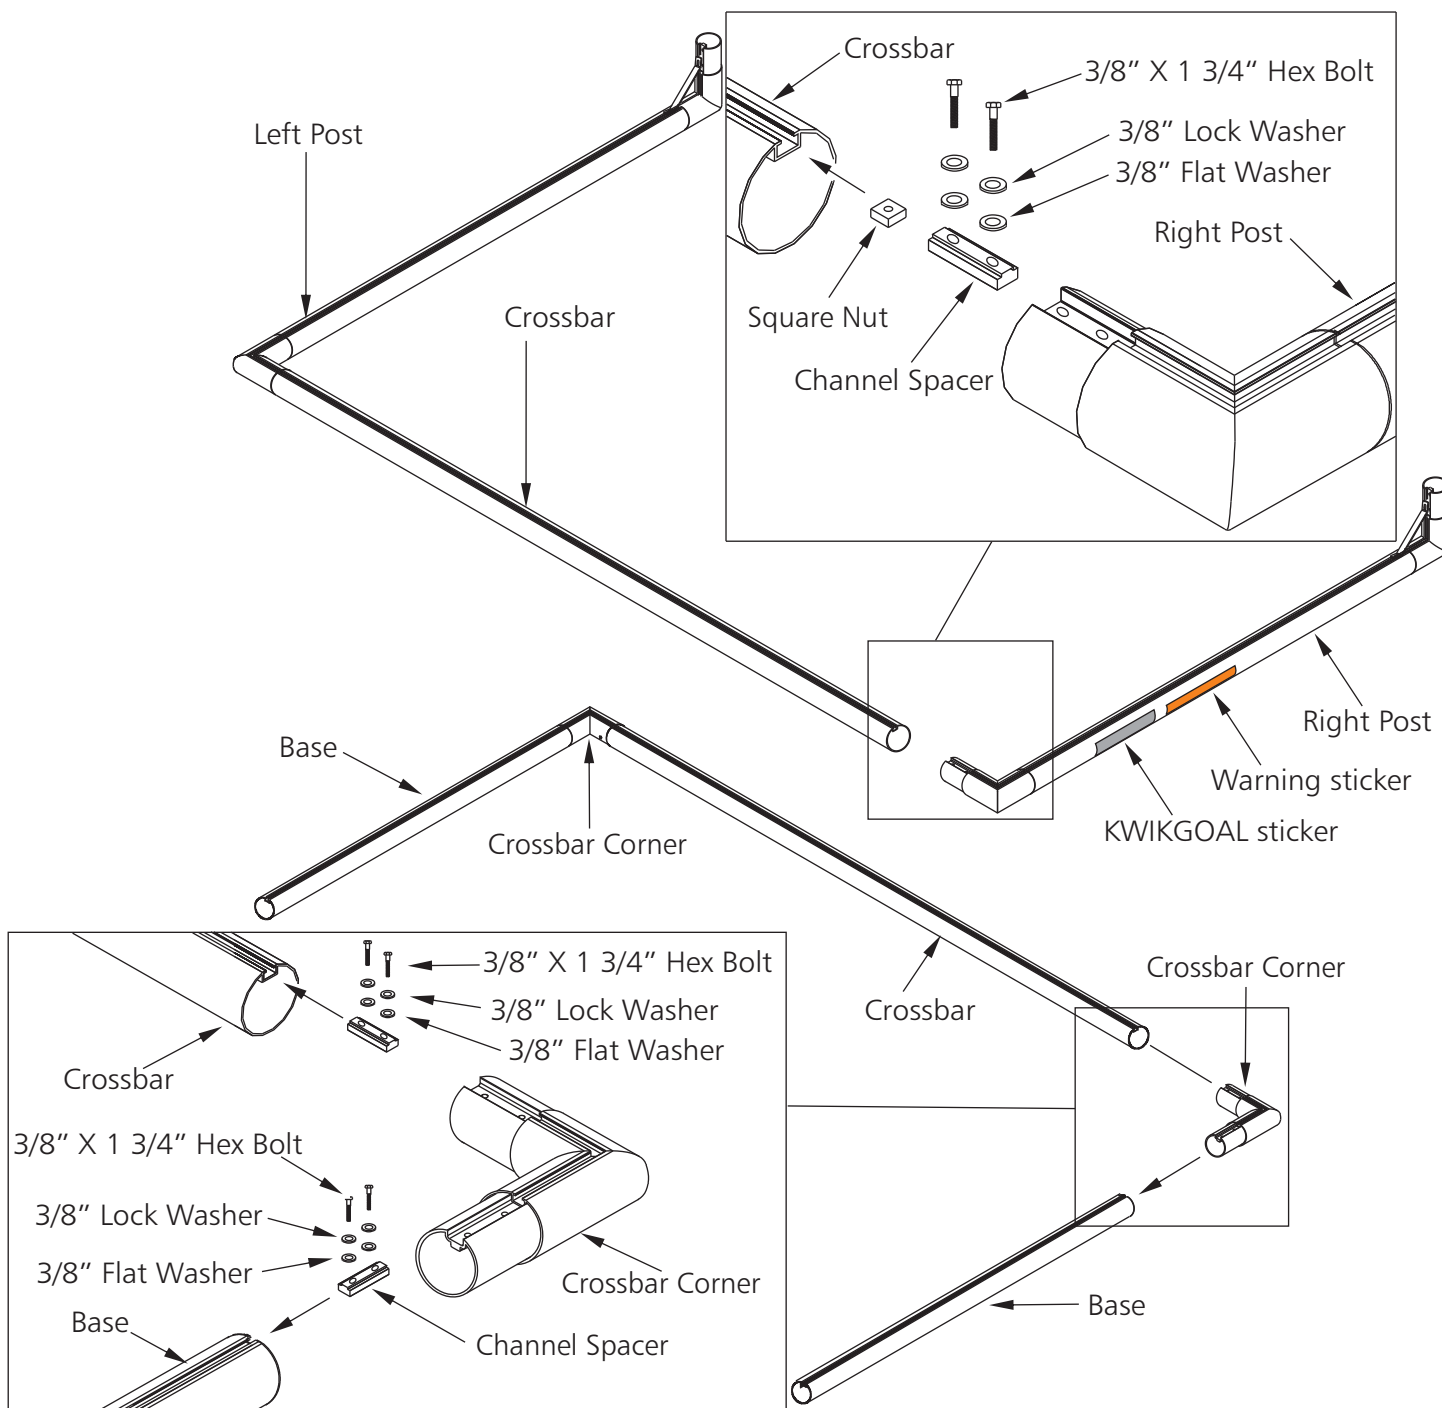 Crossbar
3/8” X 1 3/4“ Hex Bolt
3/8” Lock Washer
3/8” Flat Washer
Left Post
Right Post
Crossbar
Square Nut
Channel Spacer
Right Post
Base
Warning sticker
KWIKGOAL sticker
Crossbar Corner
3/8” X 1 3/4“ Hex Bolt
Crossbar Corner
3/8” Lock Washer
Crossbar
3/8” Flat Washer
Crossbar
3/8” X 1 3/4“ Hex Bolt
3/8” Lock Washer
3/8” Flat Washer
Crossbar Corner
Base
Base
Channel Spacer